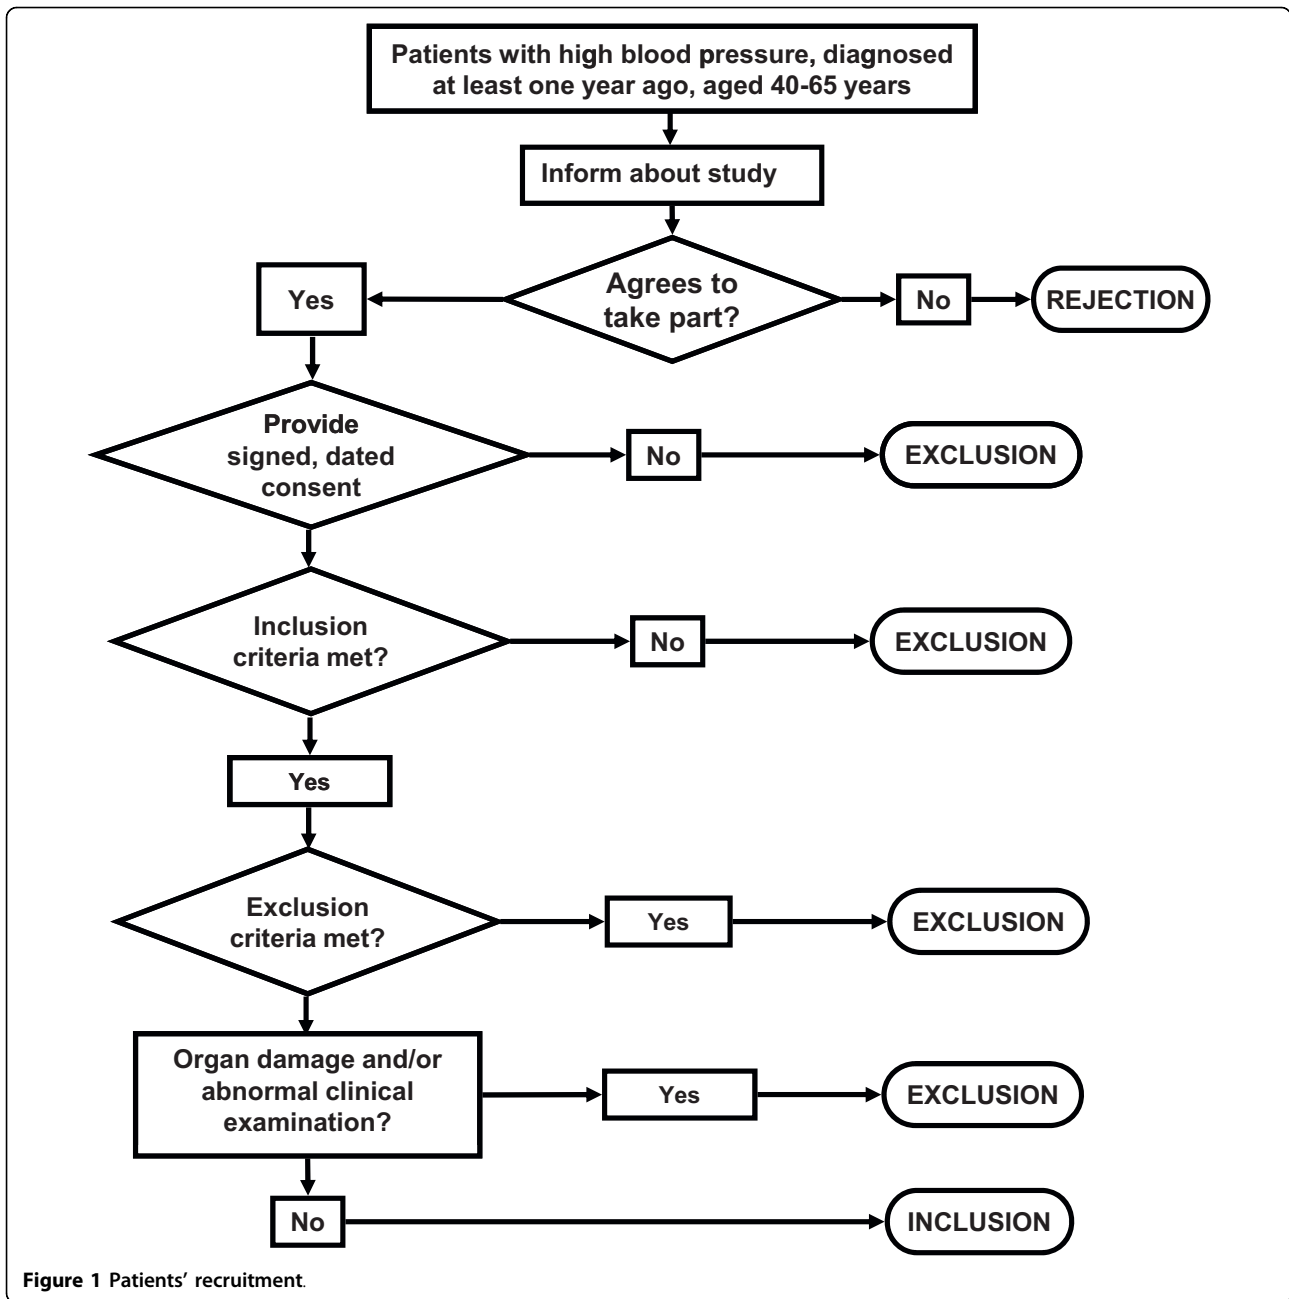 Patients with high blood pressure, diagnosed
at least one year ago, aged 40-65 years
Inform about study
Agrees to
take part?
Yes
No
REJECTION
Provide
signed, dated
consent
No
EXCLUSION
Inclusion
criteria met?
No
EXCLUSION
Yes
Exclusion
criteria met?
Yes
EXCLUSION
Organ damage and/or
abnormal clinical
examination?
Yes
EXCLUSION
No
INCLUSION
Figure 1 Patients’ recruitment.